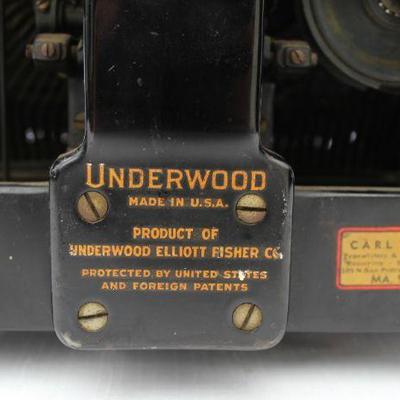 UNDERWOOD
MADE IN U.S.A.
PRODUCT OF
UNDERWOOD ELLIOTT FISHER CO.
PROTECTED BY UNITED STATES
AND FOREIGN PATENTS
CARL
MA.